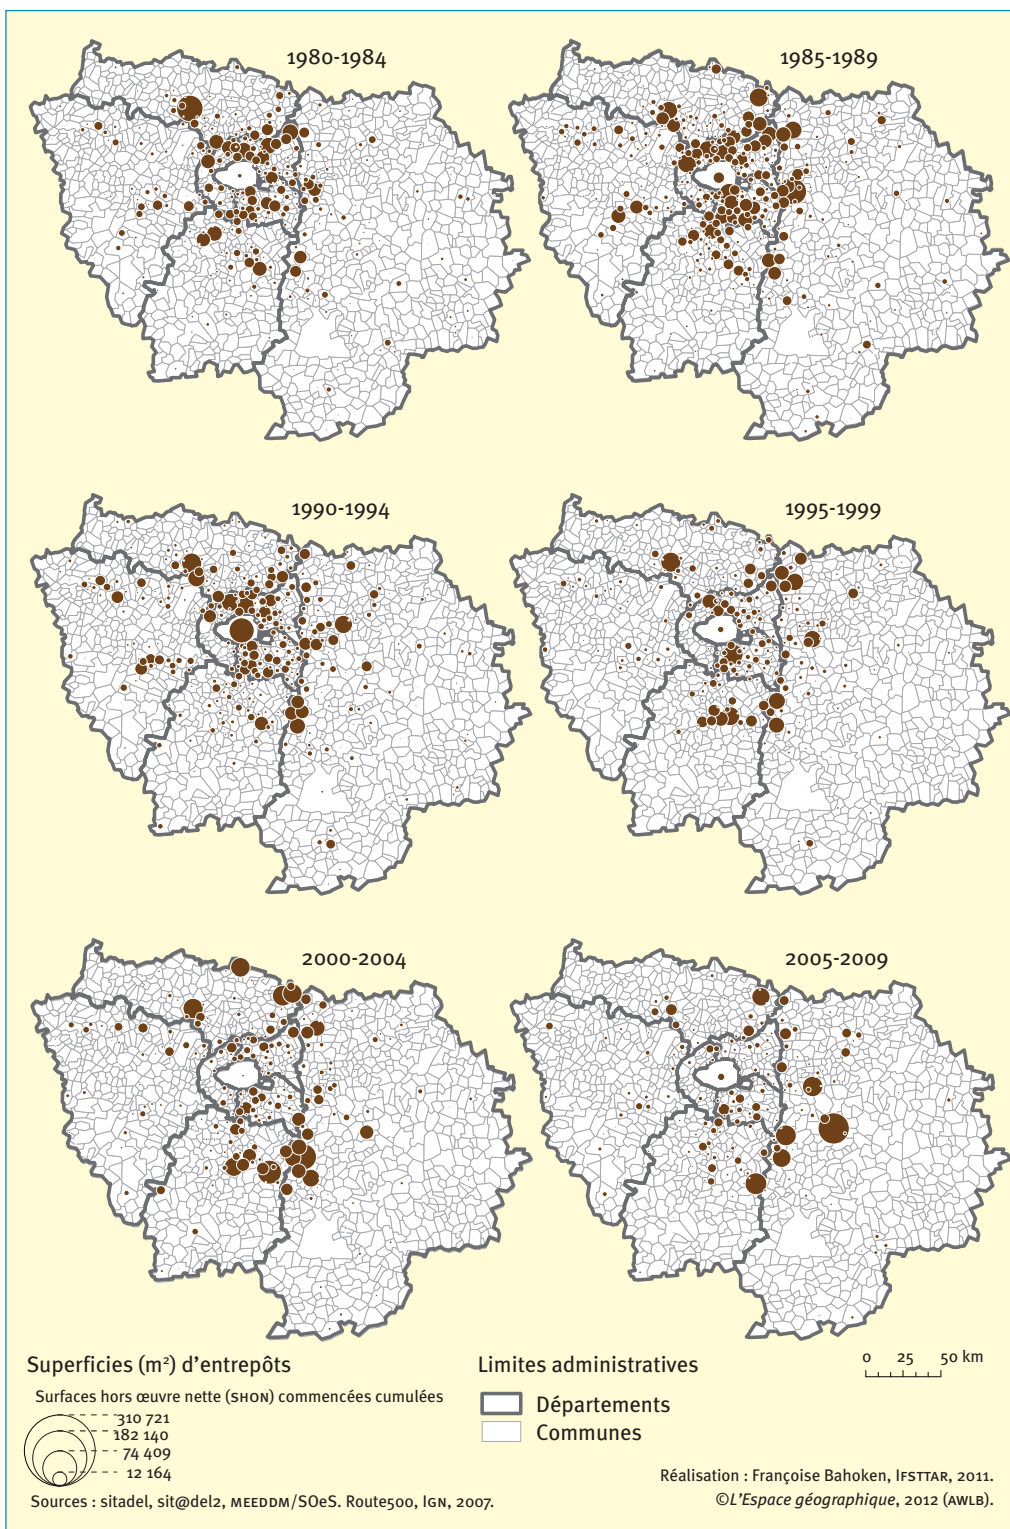 1980-1984
1985-1989
1990-1994
1995-1999
2000-2004
2005-2009
Superficies (m²) d'entrepôts
Surfaces hors œuvre nette (SHON) commencées cumulées
310 721
182 140
74 409
12 164
Limites administratives
Départements
Communes
0 25 50 km
Réalisation : Françoise Bahoken, IFSTTAR, 2011.
Sources : sitadel, sit@del2, MEEDDM/SOeS. Route500, IGN, 2007.
©L'Espace géographique, 2012 (AWLB).